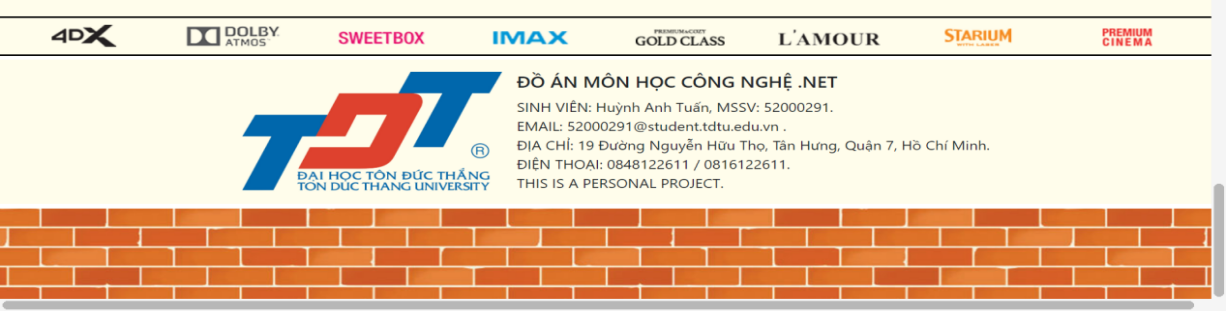 4DX DOLBY ATMOS SWEETBOX IMAX PREMIUM & COZY GOLD CLASS L'AMOUR STARIUM WITH LASER PREMIUM CINEMA
TDT ®
ĐẠI HỌC TÔN ĐỨC THẮNG
TON DUC THANG UNIVERSITY
ĐỒ ÁN MÔN HỌC CÔNG NGHỆ .NET
SINH VIÊN: Huỳnh Anh Tuấn, MSSV: 52000291.
EMAIL: 52000291@student.tdtu.edu.vn .
ĐỊA CHỈ: 19 Đường Nguyễn Hữu Thọ, Tân Hưng, Quận 7, Hồ Chí Minh.
ĐIỆN THOẠI: 0848122611 / 0816122611.
THIS IS A PERSONAL PROJECT.